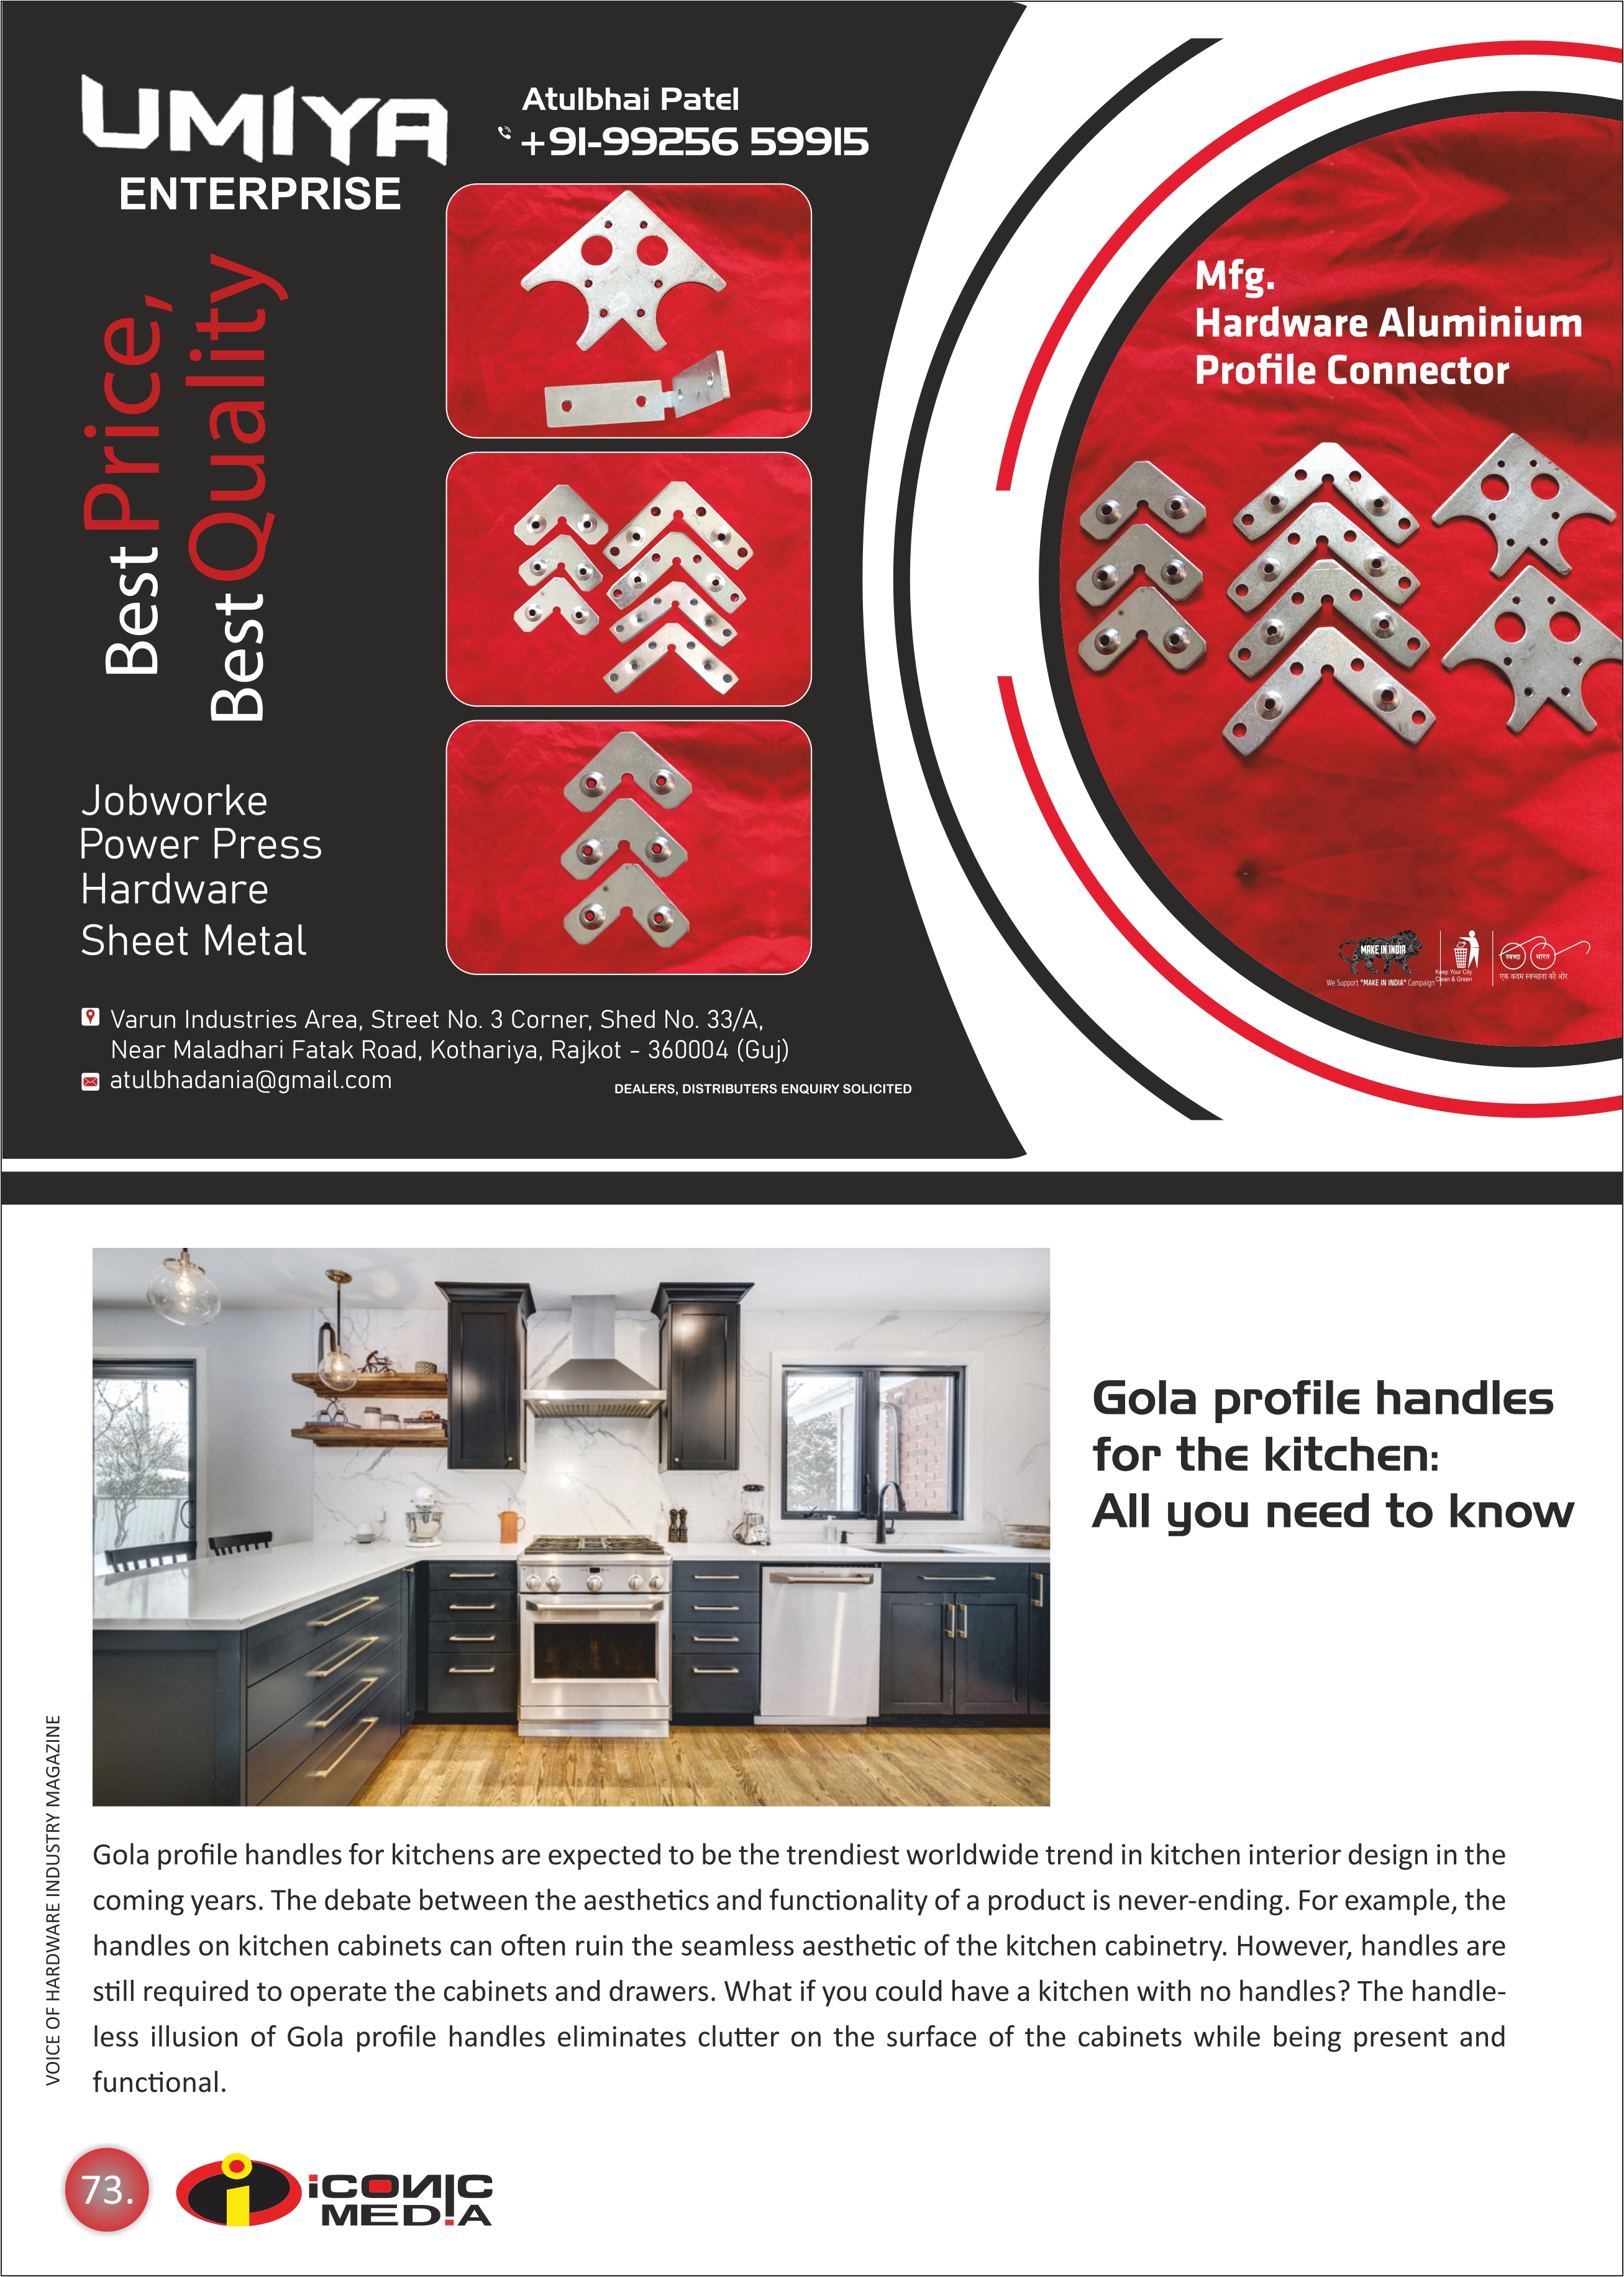 UMIYA
ENTERPRISE
Atulbhai Patel
+91-99256 59915
Best Price,
Best Quality
Mfg.
Hardware Aluminium
Profile Connector
Jobworke
Power Press
Hardware
Sheet Metal
MAKE IN INDIA
We Support "MAKE IN INDIA" Campaign
Keep Your City
Clean & Green
स्वच्छ भारत
एक कदम स्वच्छता की ओर
Varun Industries Area, Street No. 3 Corner, Shed No. 33/A,
Near Maladhari Fatak Road, Kothariya, Rajkot - 360004 (Guj)
atulbhadania@gmail.com
DEALERS, DISTRIBUTERS ENQUIRY SOLICITED
Gola profile handles
for the kitchen:
All you need to know
Gola profile handles for kitchens are expected to be the trendiest worldwide trend in kitchen interior design in the
coming years. The debate between the aesthetics and functionality of a product is never-ending. For example, the
handles on kitchen cabinets can often ruin the seamless aesthetic of the kitchen cabinetry. However, handles are
still required to operate the cabinets and drawers. What if you could have a kitchen with no handles? The handle-
less illusion of Gola profile handles eliminates clutter on the surface of the cabinets while being present and
functional.
VOICE OF HARDWARE INDUSTRY MAGAZINE
73.
iCONIC
MEDiA